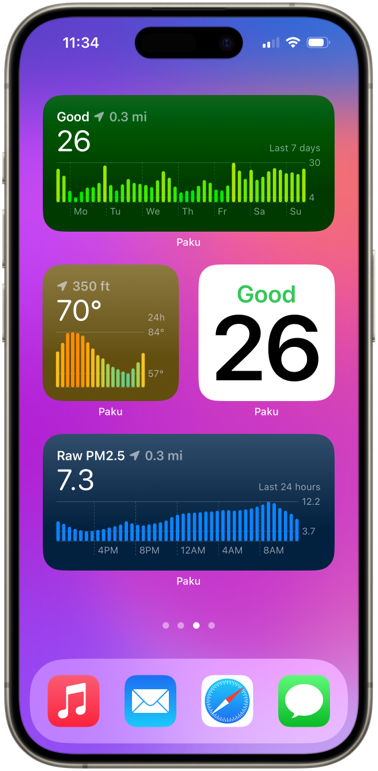 11:34
Good 0.3 mi
26
Last 7 days
30
4
Mo Tu We Th Fr Sa Su
Paku
350 ft
70°
24h
84°
57°
Paku
Good
26
Paku
Raw PM2.5 0.3 mi
7.3
Last 24 hours
12.2
3.7
4PM 8PM 12AM 4AM 8AM
Paku